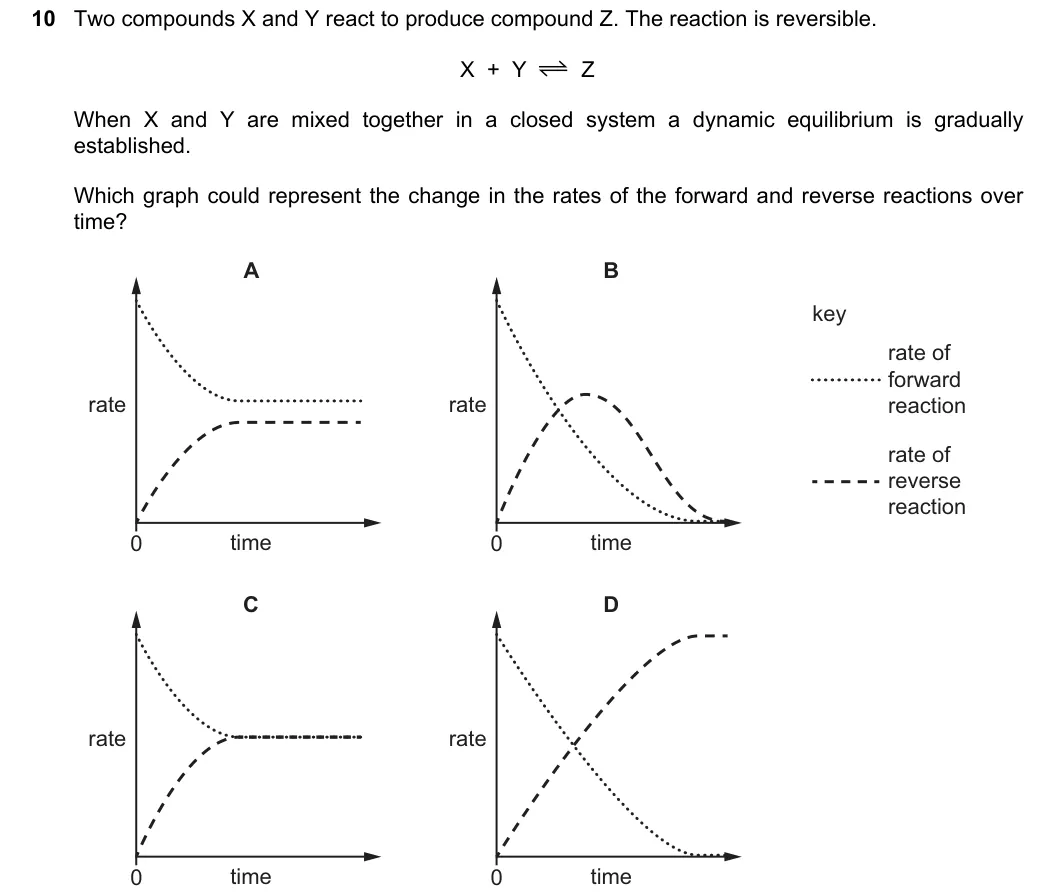 10 Two compounds X and Y react to produce compound Z. The reaction is reversible.
X + Y ⇌ Z
When X and Y are mixed together in a closed system a dynamic equilibrium is gradually
established.
Which graph could represent the change in the rates of the forward and reverse reactions over
time?
A
rate
0 time
B
rate
0 time
key
rate of
forward
reaction
rate of
reverse
reaction
C
rate
0 time
D
rate
0 time